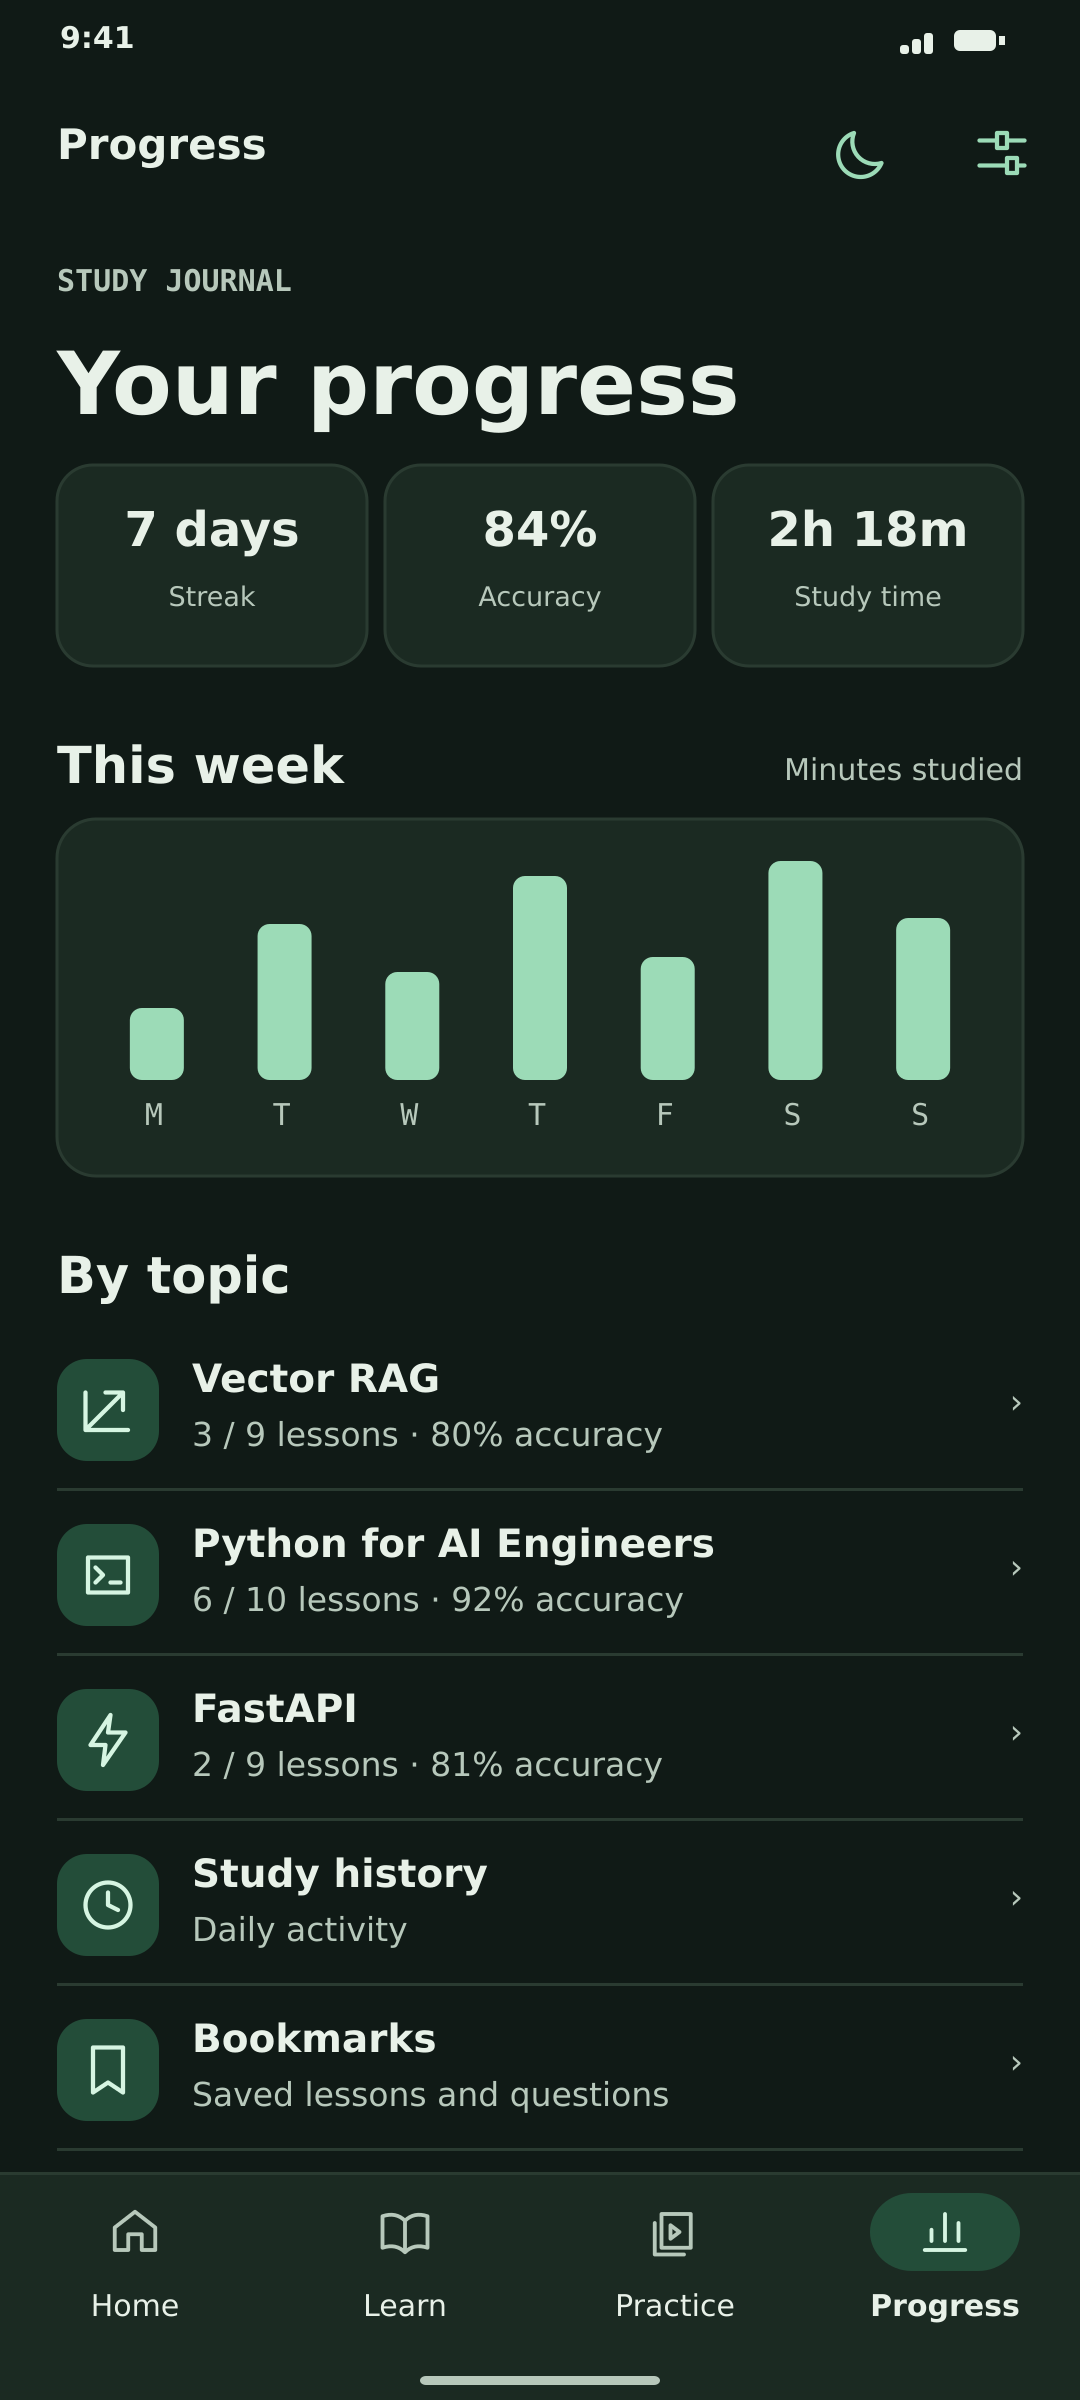 9:41
Progress
STUDY JOURNAL
Your progress
7 days
Streak
84%
Accuracy
2h 18m
Study time
This week
Minutes studied
M T W T F S S
By topic
Vector RAG
3 / 9 lessons · 80% accuracy
›
Python for AI Engineers
6 / 10 lessons · 92% accuracy
›
FastAPI
2 / 9 lessons · 81% accuracy
›
Study history
Daily activity
›
Bookmarks
Saved lessons and questions
›
Home Learn Practice Progress